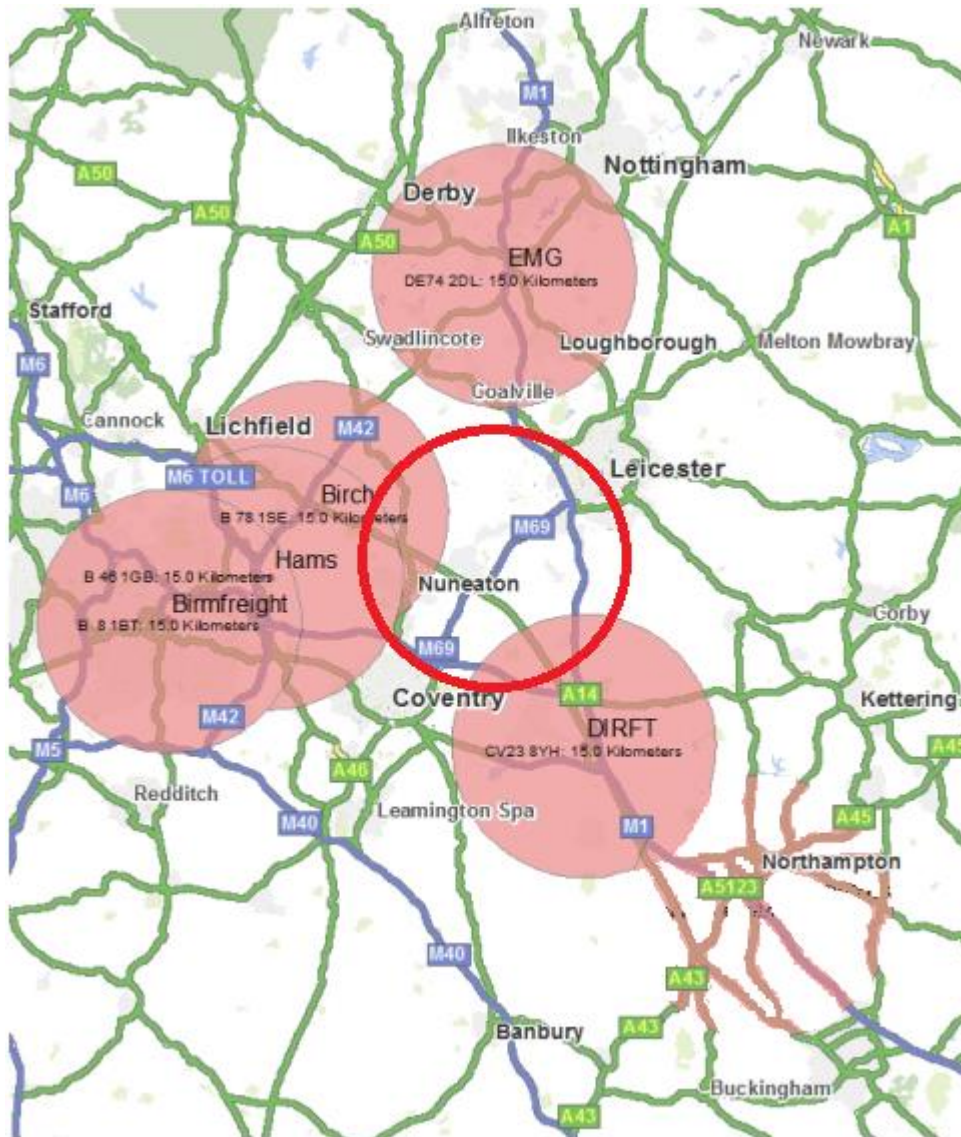 Alfreton
Newark
M1
Ilkeston
A50
Nottingham
Derby
A50
A1
A50
EMG
DE74 2DL: 15.0 Kilometers
Stafford
Swadlincote
Loughborough
Melton Mowbray
M6
Coalville
Cannock
Lichfield
M42
M6 TOLL
Leicester
M6
Birch
B 78 1SE: 15.0 Kilometers
M69
Hams
B 46 1GB: 15.0 Kilometers
Nuneaton
Birmfreight
B 8 1BT: 15.0 Kilometers
Corby
M69
Coventry
A14
Kettering
M42
DIRFT
CV23 8YH: 15.0 Kilometers
M5
A45
A46
Redditch
Leamington Spa
M40
M1
A45
Northampton
A5123
M40
A43
Banbury
A43
Buckingham
A43